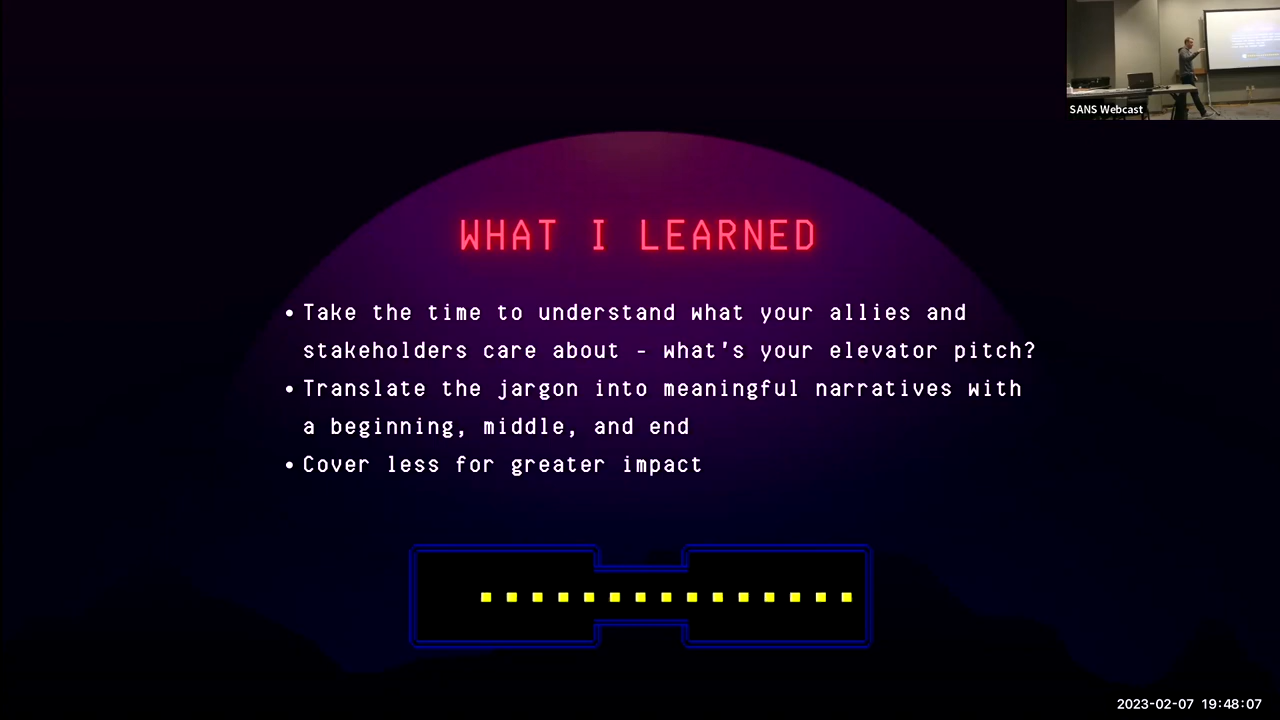 SANS Webcast
WHAT I LEARNED
• Take the time to understand what your allies and
stakeholders care about - what's your elevator pitch?
• Translate the jargon into meaningful narratives with
a beginning, middle, and end
• Cover less for greater impact
2023-02-07 19:48:07